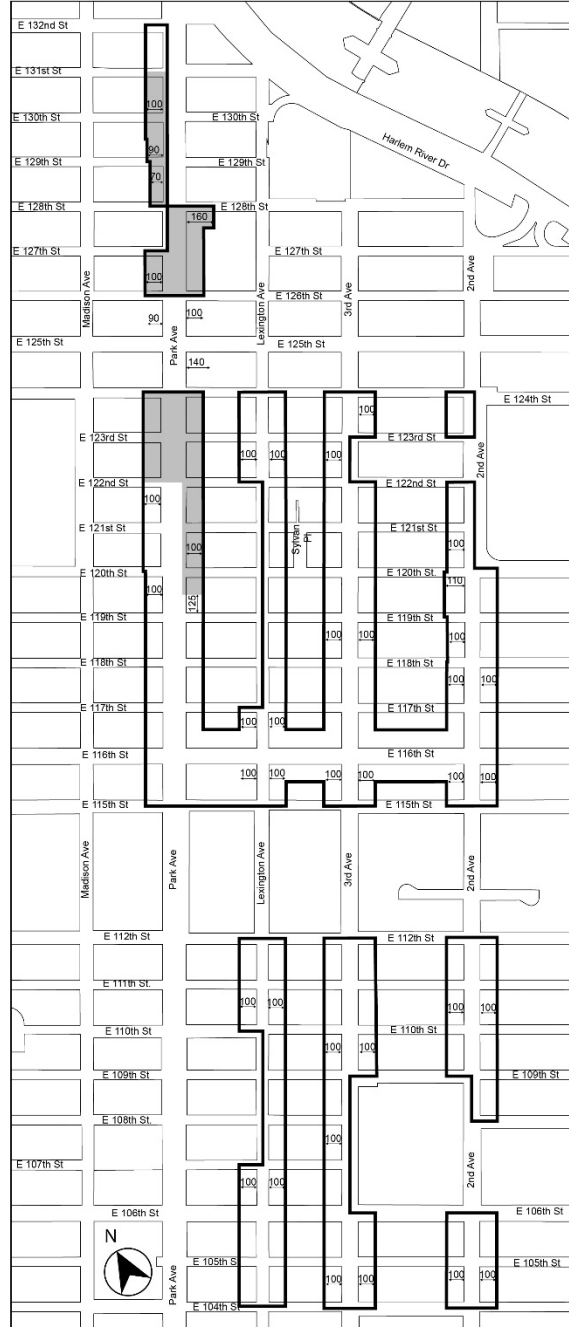 E 132nd St
E 131st St
100
E 130th St
E 130th St
Harlem River Dr
90
E 129th St
E 129th St
70
E 128th St
E 128th St
160
E 127th St
E 127th St
100
Madison Ave
Lexington Ave
3rd Ave
2nd Ave
E 126th St
90
100
Park Ave
E 125th St
E 125th St
140
E 124th St
100
E 123rd St
E 123rd St
100
100
2nd Ave
E 122nd St
E 122nd St
100
E 121st St
E 121st St
Sylvan Pl
100
100
E 120th St
E 120th St.
100
110
125
E 119th St
E 119th St
100
100
100
E 118th St
E 118th St
100
100
E 117th St
E 117th St
100
100
E 116th St
E 116th St
100
100
100
100
100
100
E 115th St
E 115th St
Madison Ave
Park Ave
Lexington Ave
3rd Ave
2nd Ave
E 112th St
E 112th St
E 111th St.
100
100
100
100
E 110th St
E 110th St
100
100
E 109th St
E 109th St
E 108th St.
100
E 107th St
100
100
2nd Ave
E 106th St
E 106th St
N
E 105th S
E 105th St
100
100
100
100
Park Ave
E 104th St